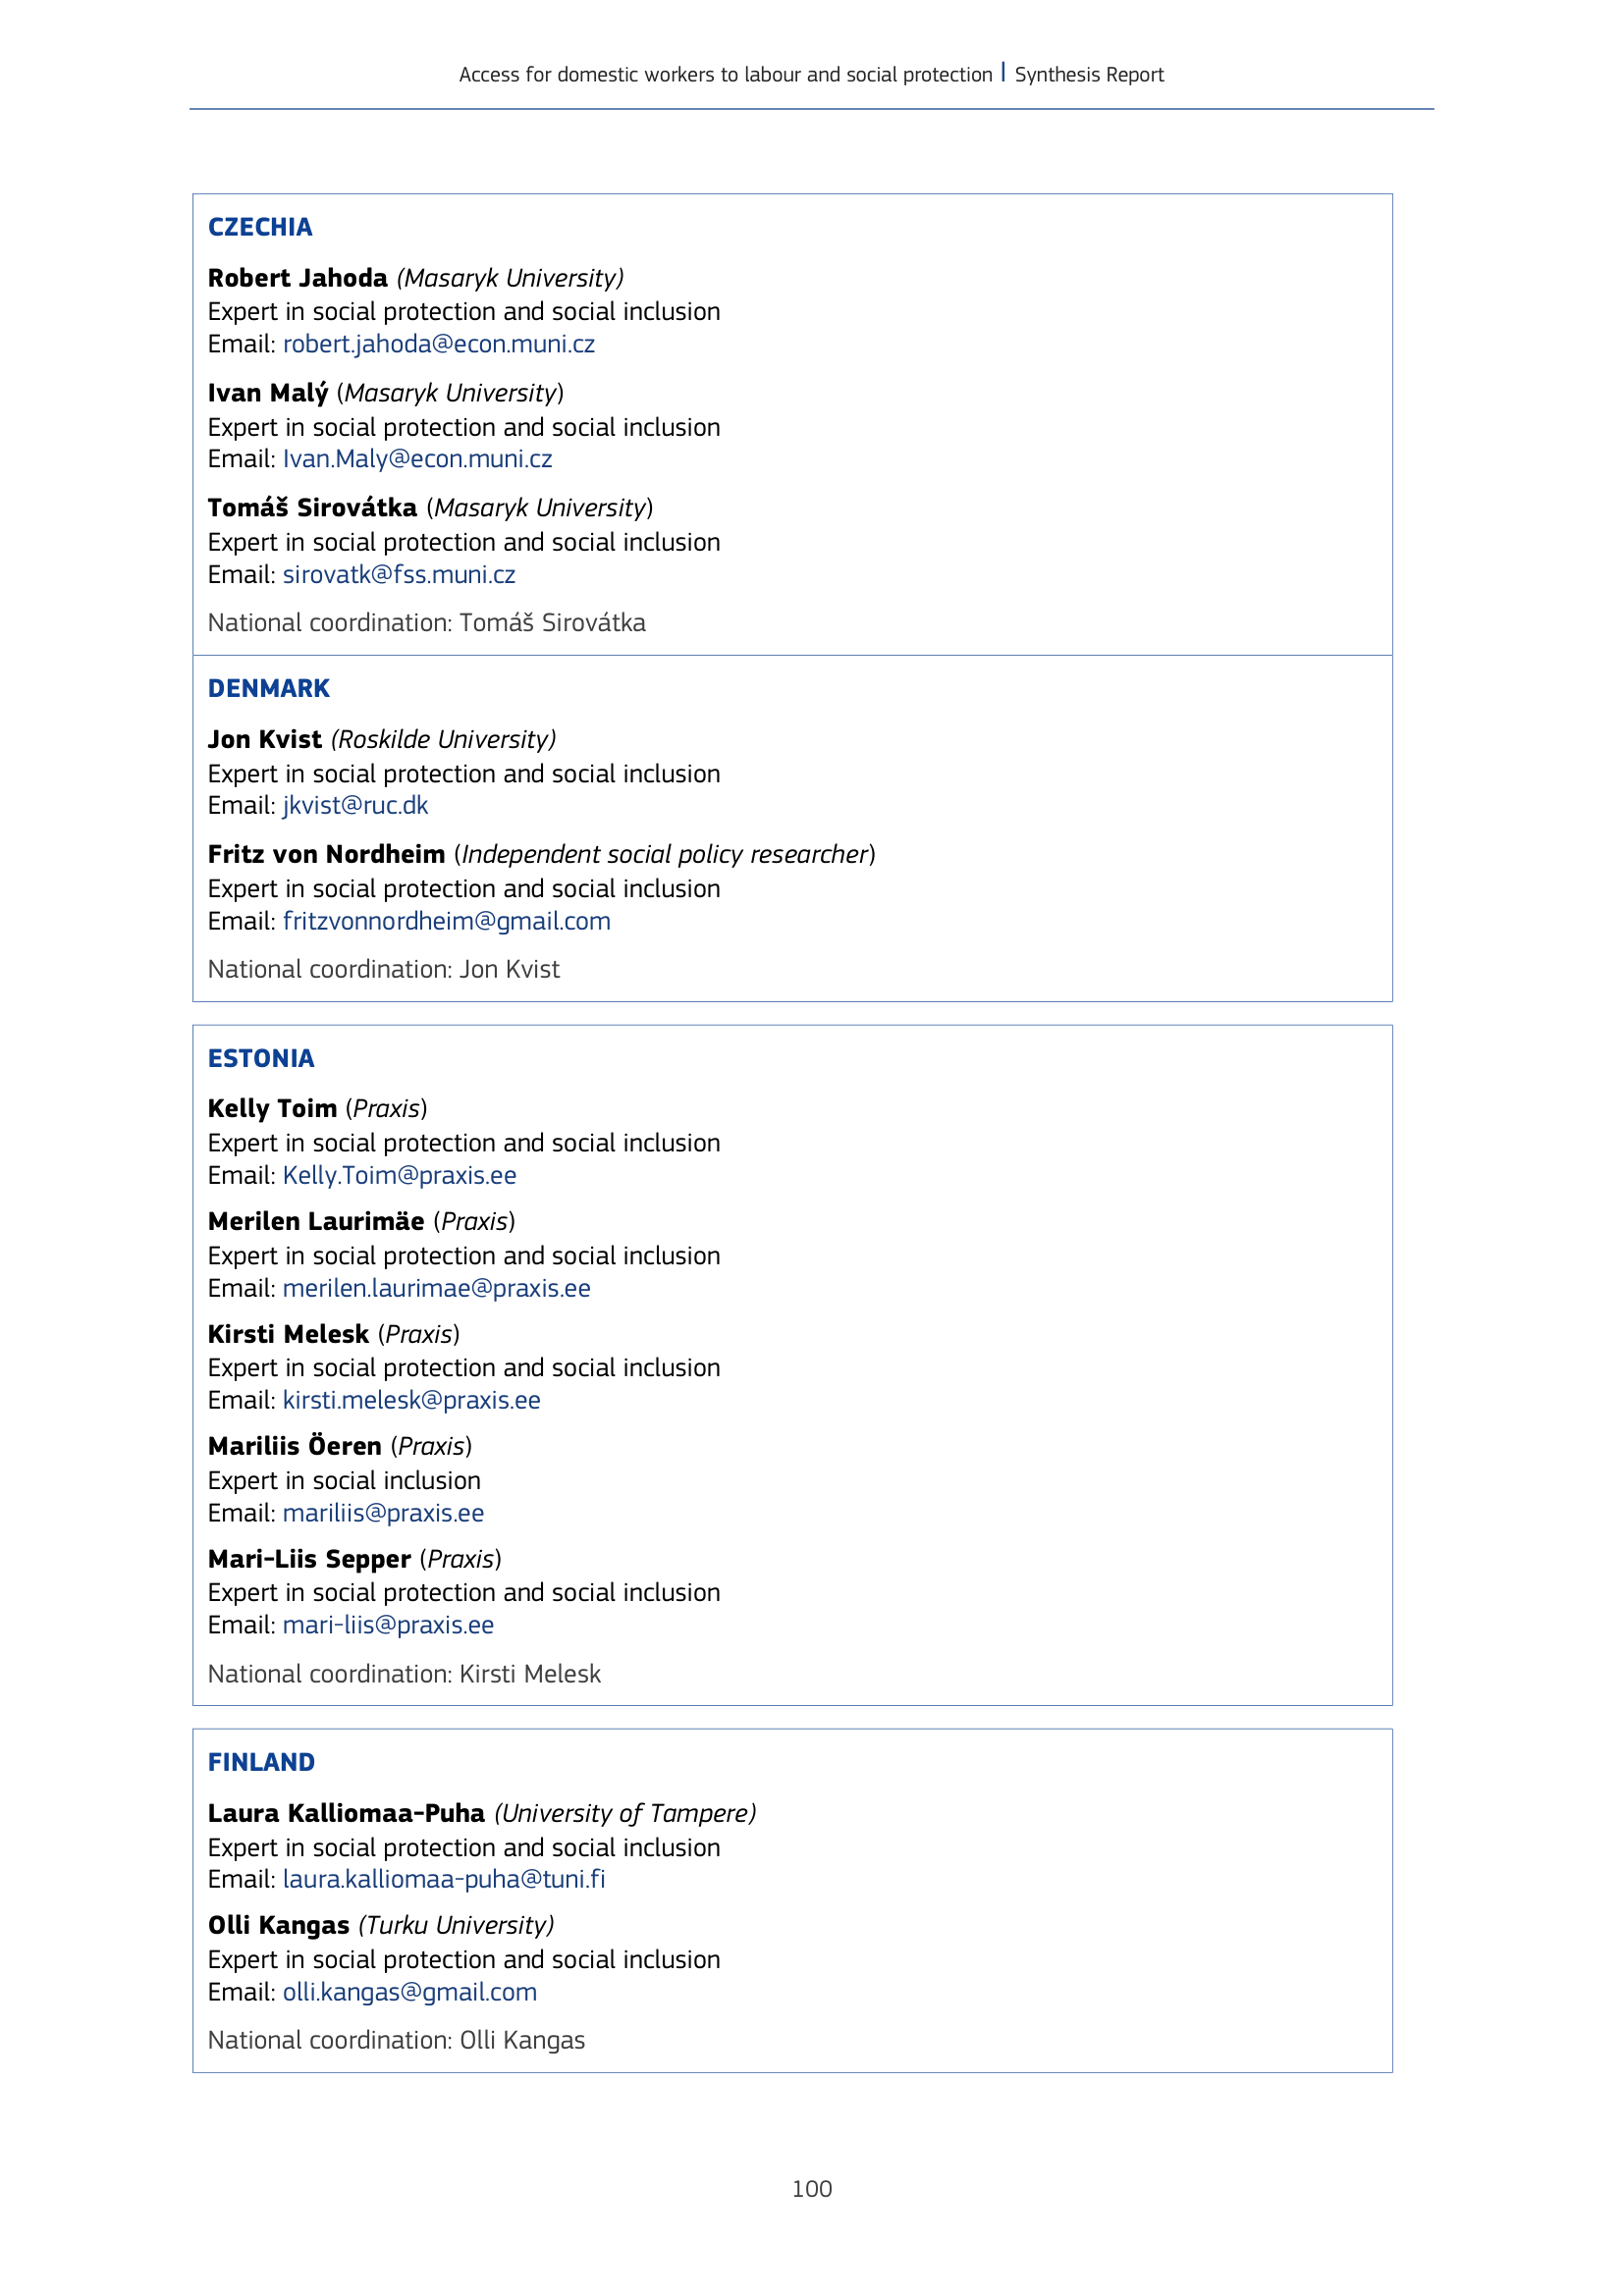 Access for domestic workers to labour and social protection | Synthesis Report
CZECHIA
Robert Jahoda (Masaryk University)
Expert in social protection and social inclusion
Email: robert.jahoda@econ.muni.cz
Ivan Malý (Masaryk University)
Expert in social protection and social inclusion
Email: Ivan.Maly@econ.muni.cz
Tomáš Sirovátka (Masaryk University)
Expert in social protection and social inclusion
Email: sirovatk@fss.muni.cz
National coordination: Tomáš Sirovátka
DENMARK
Jon Kvist (Roskilde University)
Expert in social protection and social inclusion
Email: jkvist@ruc.dk
Fritz von Nordheim (Independent social policy researcher)
Expert in social protection and social inclusion
Email: fritzvonnordheim@gmail.com
National coordination: Jon Kvist
ESTONIA
Kelly Toim (Praxis)
Expert in social protection and social inclusion
Email: Kelly.Toim@praxis.ee
Merilen Laurimäe (Praxis)
Expert in social protection and social inclusion
Email: merilen.laurimae@praxis.ee
Kirsti Melesk (Praxis)
Expert in social protection and social inclusion
Email: kirsti.melesk@praxis.ee
Mariliis Öeren (Praxis)
Expert in social inclusion
Email: mariliis@praxis.ee
Mari-Liis Sepper (Praxis)
Expert in social protection and social inclusion
Email: mari-liis@praxis.ee
National coordination: Kirsti Melesk
FINLAND
Laura Kalliomaa-Puha (University of Tampere)
Expert in social protection and social inclusion
Email: laura.kalliomaa-puha@tuni.fi
Olli Kangas (Turku University)
Expert in social protection and social inclusion
Email: olli.kangas@gmail.com
National coordination: Olli Kangas
100